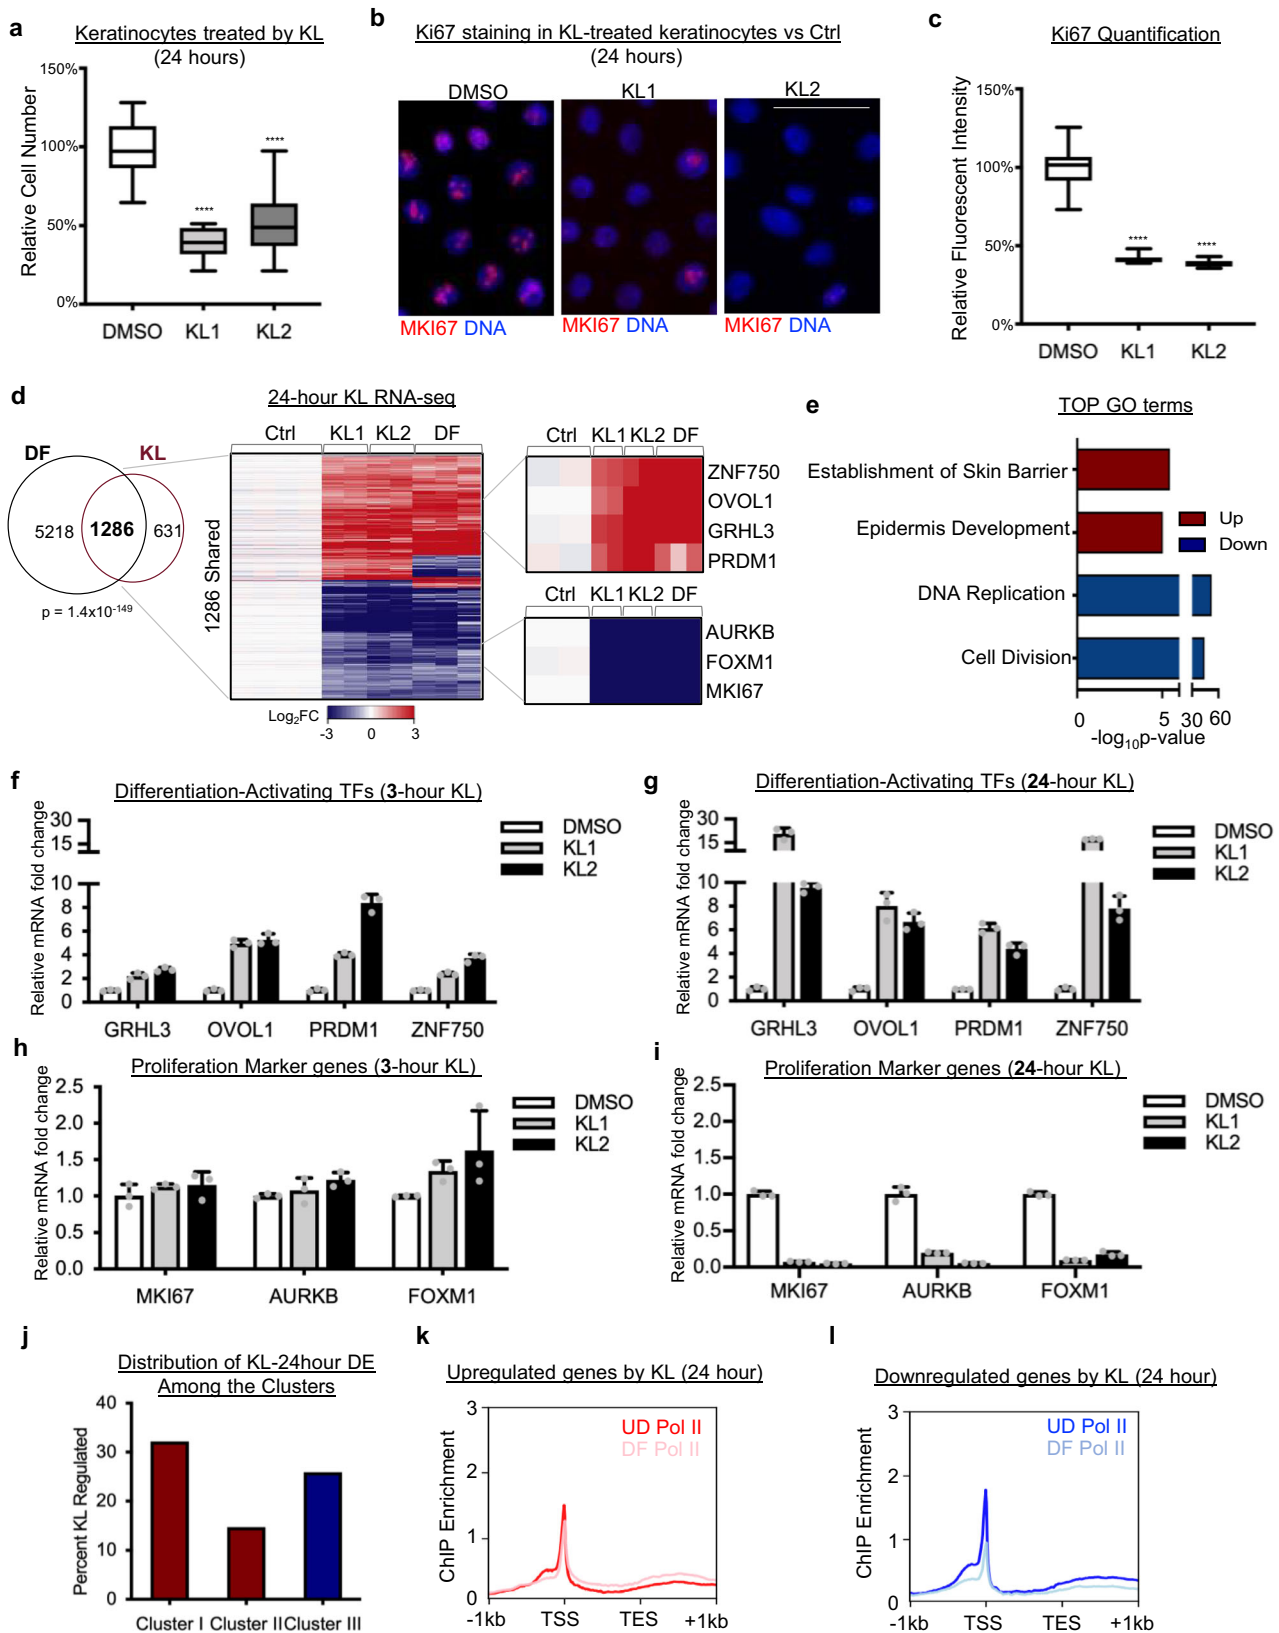 a
Keratinocytes treated by KL
(24 hours)
Relative Cell Number
150%
100%
50%
0%
****
****
DMSO KL1 KL2
b
Ki67 staining in KL-treated keratinocytes vs Ctrl
(24 hours)
DMSO KL1 KL2
MKI67 DNA MKI67 DNA MKI67 DNA
c
Ki67 Quantification
Relative Fluorescent Intensity
150%
100%
50%
0%
****
****
DMSO KL1 KL2
d
24-hour KL RNA-seq
DF KL
5218 1286 631
p = 1.4x10-149
1286 Shared
Ctrl KL1 KL2 DF
Log2FC
-3 0 3
Ctrl KL1 KL2 DF
ZNF750
OVOL1
GRHL3
PRDM1
Ctrl KL1 KL2 DF
AURKB
FOXM1
MKI67
e
TOP GO terms
Establishment of Skin Barrier
Epidermis Development
DNA Replication
Cell Division
Up
Down
0 5 30 60
-log10p-value
f
Differentiation-Activating TFs (3-hour KL)
Relative mRNA fold change
30
15
10
8
6
4
2
0
DMSO
KL1
KL2
GRHL3 OVOL1 PRDM1 ZNF750
g
Differentiation-Activating TFs (24-hour KL)
Relative mRNA fold change
30
15
10
8
6
4
2
0
DMSO
KL1
KL2
GRHL3 OVOL1 PRDM1 ZNF750
h
Proliferation Marker genes (3-hour KL)
Relative mRNA fold change
2.5
2.0
1.5
1.0
0.5
0.0
DMSO
KL1
KL2
MKI67 AURKB FOXM1
i
Proliferation Marker genes (24-hour KL)
Relative mRNA fold change
2.5
2.0
1.5
1.0
0.5
0.0
DMSO
KL1
KL2
MKI67 AURKB FOXM1
j
Distribution of KL-24hour DE
Among the Clusters
Percent KL Regulated
40
30
20
10
0
Cluster I Cluster II Cluster III
k
Upregulated genes by KL (24 hour)
ChIP Enrichment
3
2
1
0
UD Pol II
DF Pol II
-1kb TSS TES +1kb
l
Downregulated genes by KL (24 hour)
ChIP Enrichment
3
2
1
0
UD Pol II
DF Pol II
-1kb TSS TES +1kb